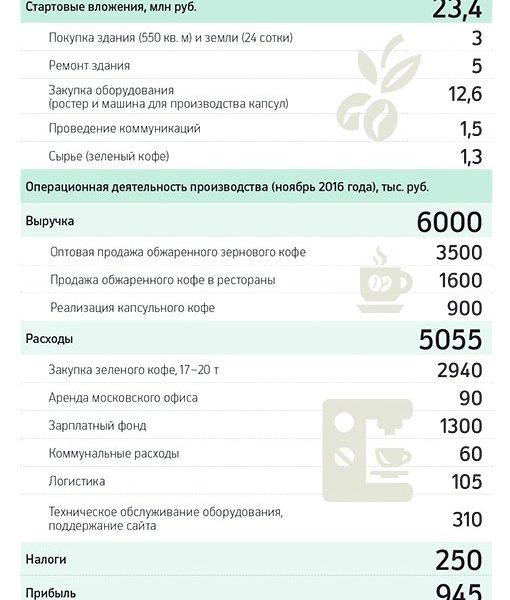 Стартовые вложения, млн руб. 23,4
Покупка здания (550 кв. м) и земли (24 сотки) 3
Ремонт здания 5
Закупка оборудования
(ростер и машина для производства капсул) 12,6
Проведение коммуникаций 1,5
Сырье (зеленый кофе) 1,3
Операционная деятельность производства (ноябрь 2016 года), тыс. руб.
Выручка 6000
Оптовая продажа обжаренного зернового кофе 3500
Продажа обжаренного кофе в рестораны 1600
Реализация капсульного кофе 900
Расходы 5055
Закупка зеленого кофе, 17–20 т 2940
Аренда московского офиса 90
Зарплатный фонд 1300
Коммунальные расходы 60
Логистика 105
Техническое обслуживание оборудования,
поддержание сайта 310
Налоги 250
Прибыль 945